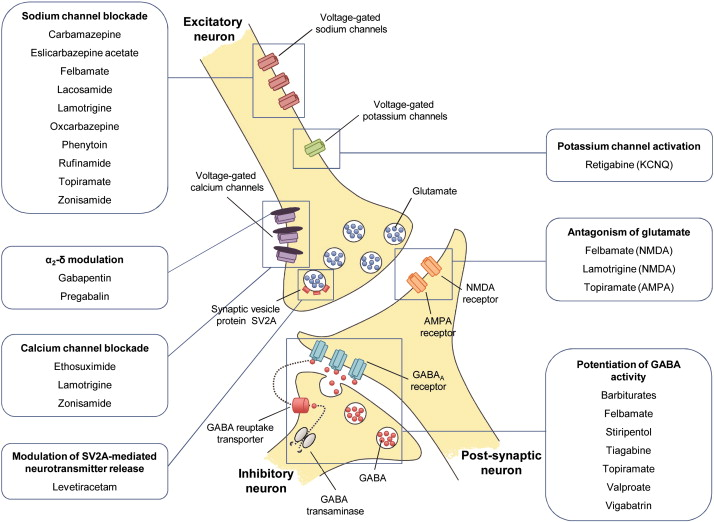 Sodium channel blockade
Carbamazepine
Eslicarbazepine acetate
Felbamate
Lacosamide
Lamotrigine
Oxcarbazepine
Phenytoin
Rufinamide
Topiramate
Zonisamide
α₂-δ modulation
Gabapentin
Pregabalin
Calcium channel blockade
Ethosuximide
Lamotrigine
Zonisamide
Modulation of SV2A-mediated
neurotransmitter release
Levetiracetam
Excitatory
neuron
Voltage-gated
sodium channels
Voltage-gated
potassium channels
Voltage-gated
calcium channels
Glutamate
Synaptic vesicle
protein SV2A
NMDA
receptor
AMPA
receptor
GABA_A
receptor
GABA reuptake
transporter
Inhibitory
neuron
GABA
GABA
transaminase
Post-synaptic
neuron
Potassium channel activation
Retigabine (KCNQ)
Antagonism of glutamate
Felbamate (NMDA)
Lamotrigine (NMDA)
Topiramate (AMPA)
Potentiation of GABA
activity
Barbiturates
Felbamate
Stiripentol
Tiagabine
Topiramate
Valproate
Vigabatrin